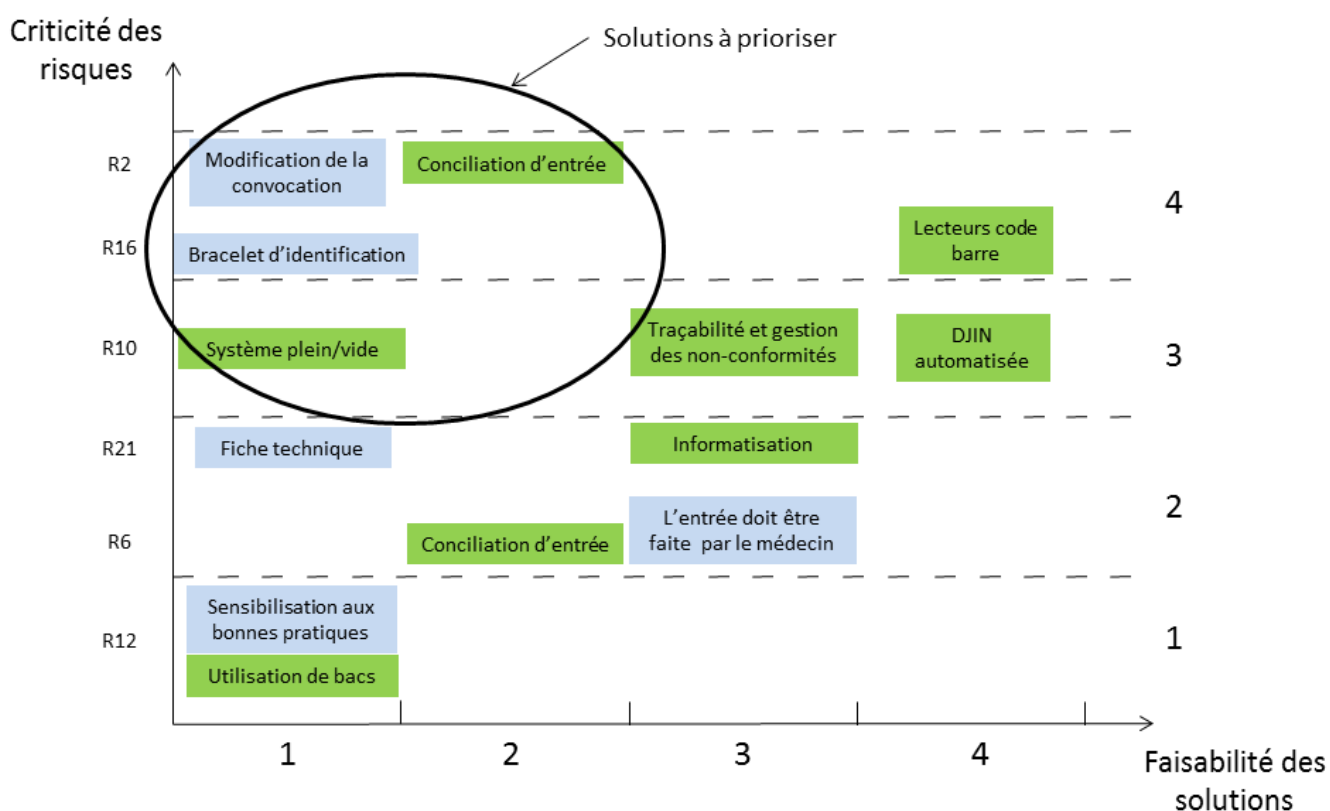 Criticité des
risques
Solutions à prioriser
R2
Modification de la
convocation
Conciliation d'entrée
4
R16
Bracelet d'identification
Lecteurs code
barre
R10
Système plein/vide
Traçabilité et gestion
des non-conformités
DJIN
automatisée
3
R21
Fiche technique
Informatisation
2
R6
Conciliation d'entrée
L'entrée doit être
faite par le médecin
R12
Sensibilisation aux
bonnes pratiques
Utilisation de bacs
1
1
2
3
4
Faisabilité des
solutions